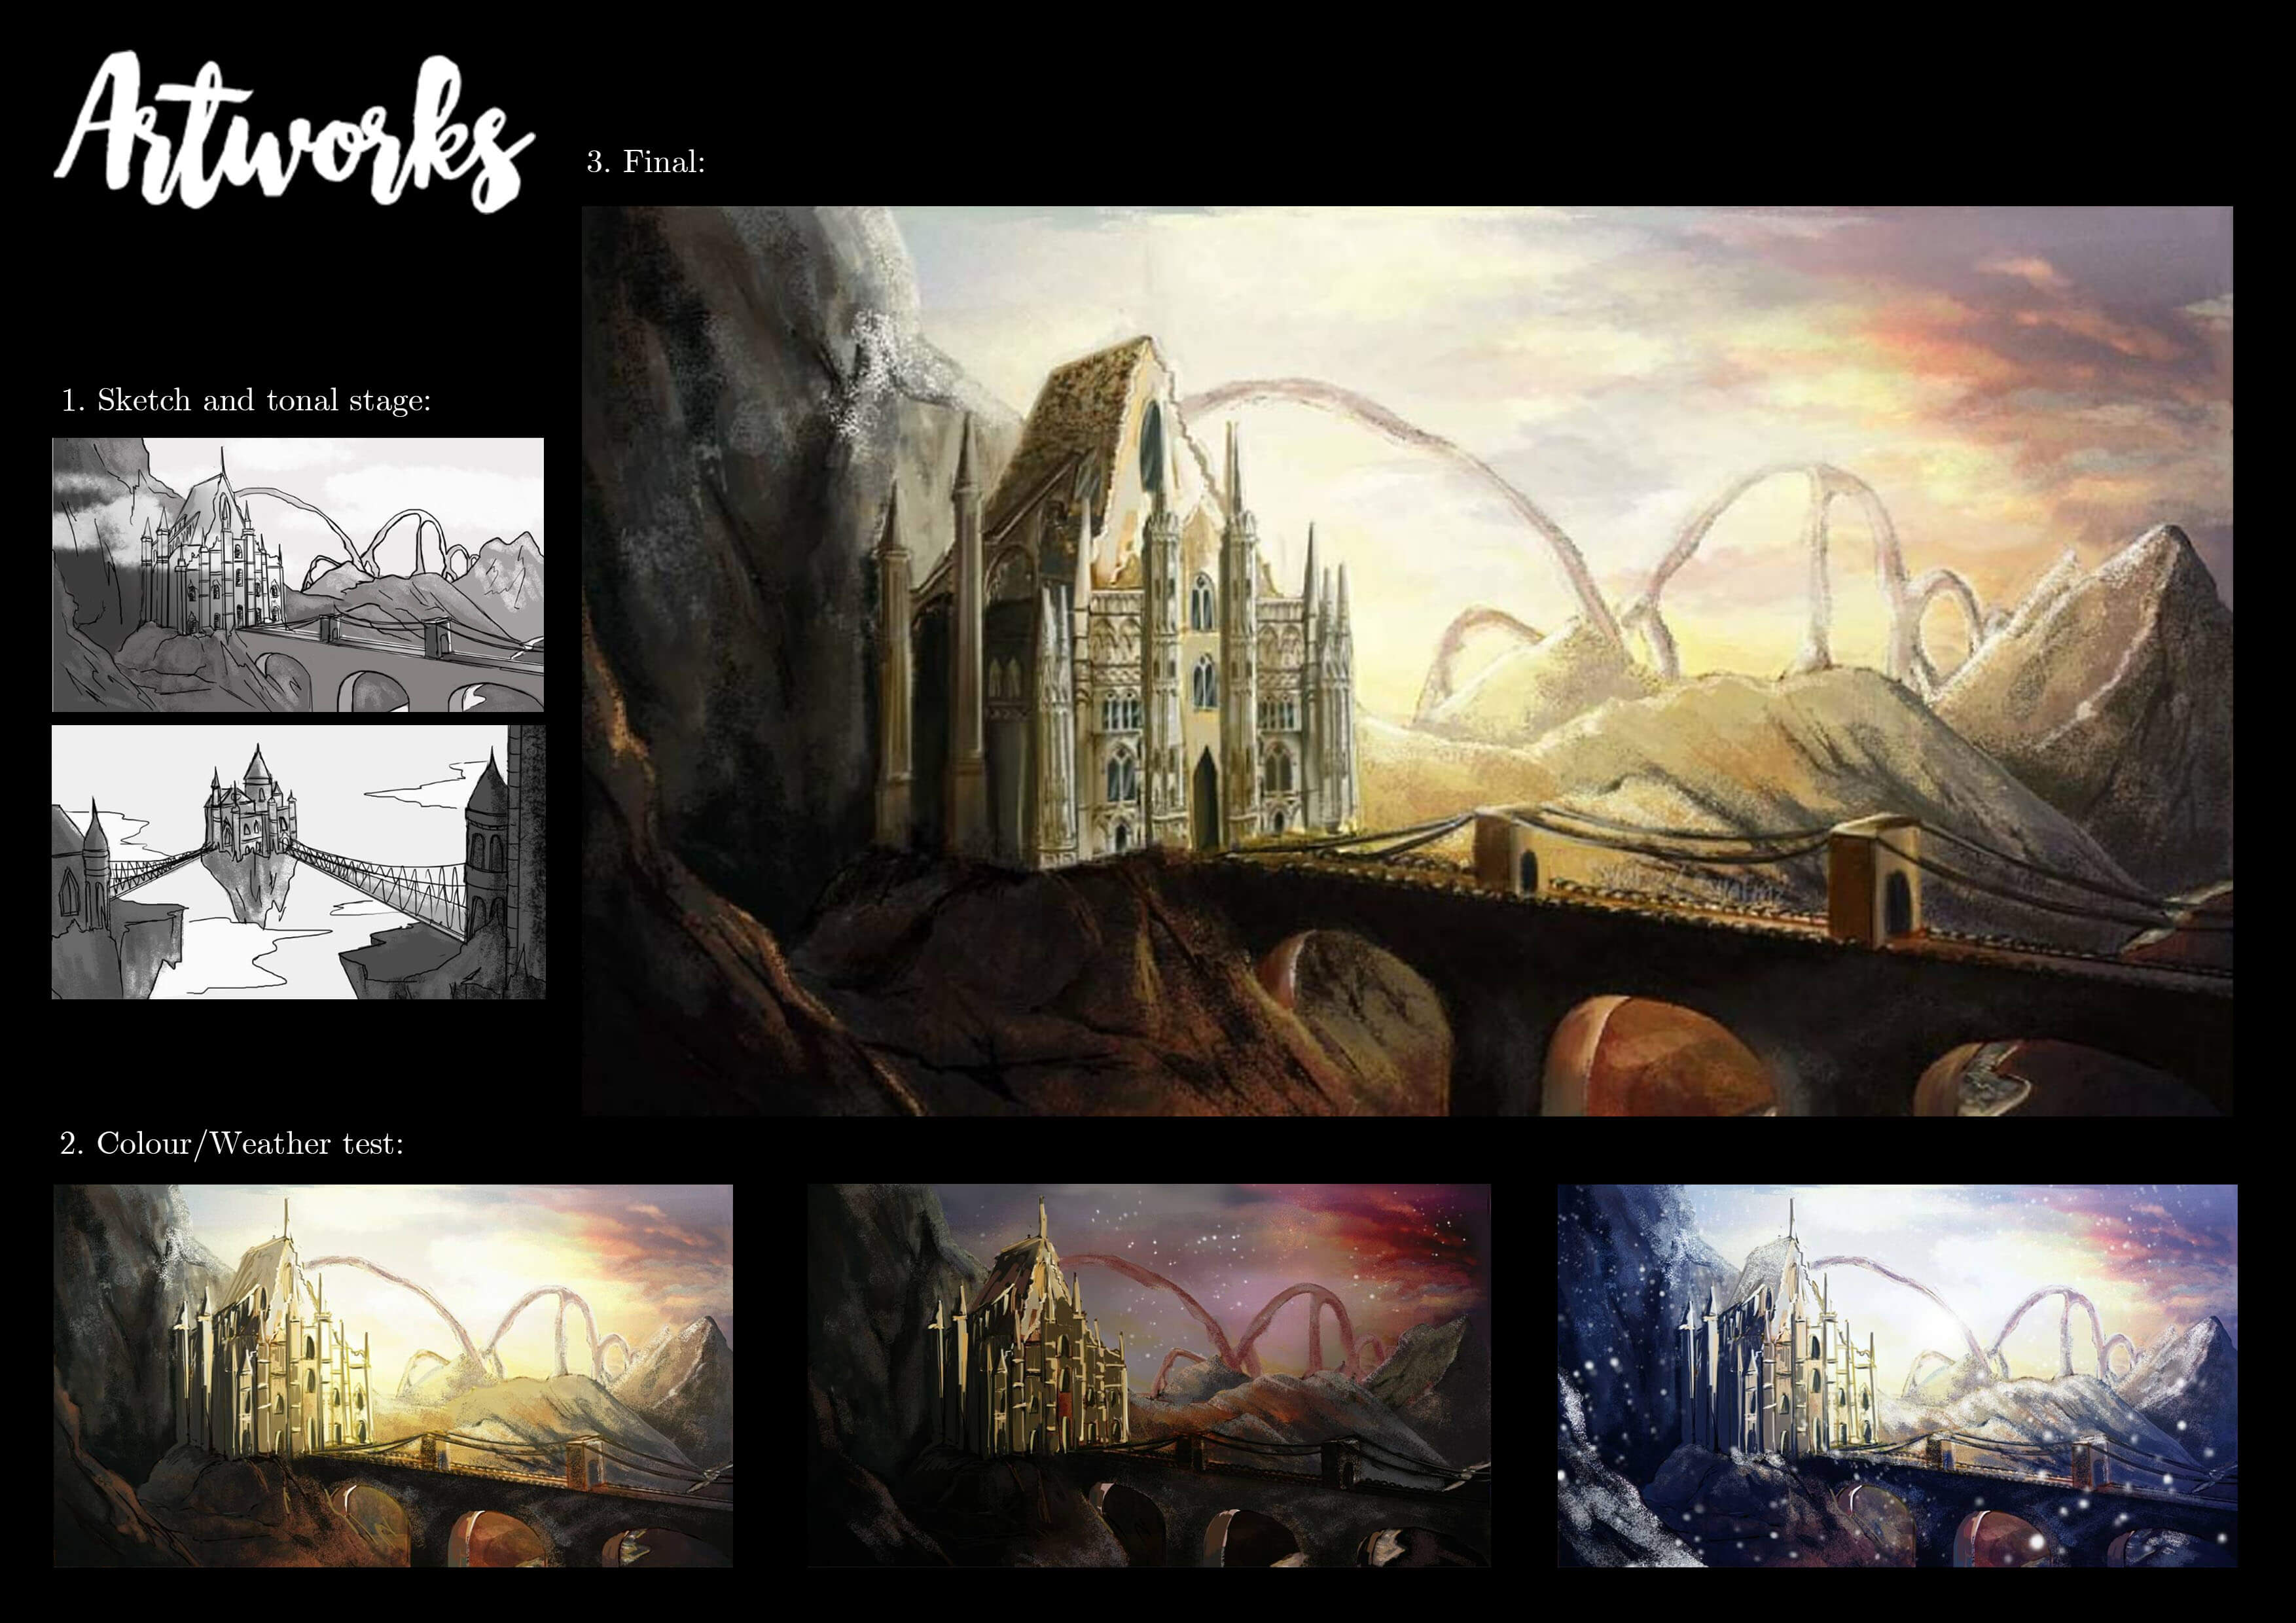 Artworks
3. Final:
1. Sketch and tonal stage:
2. Colour/Weather test: